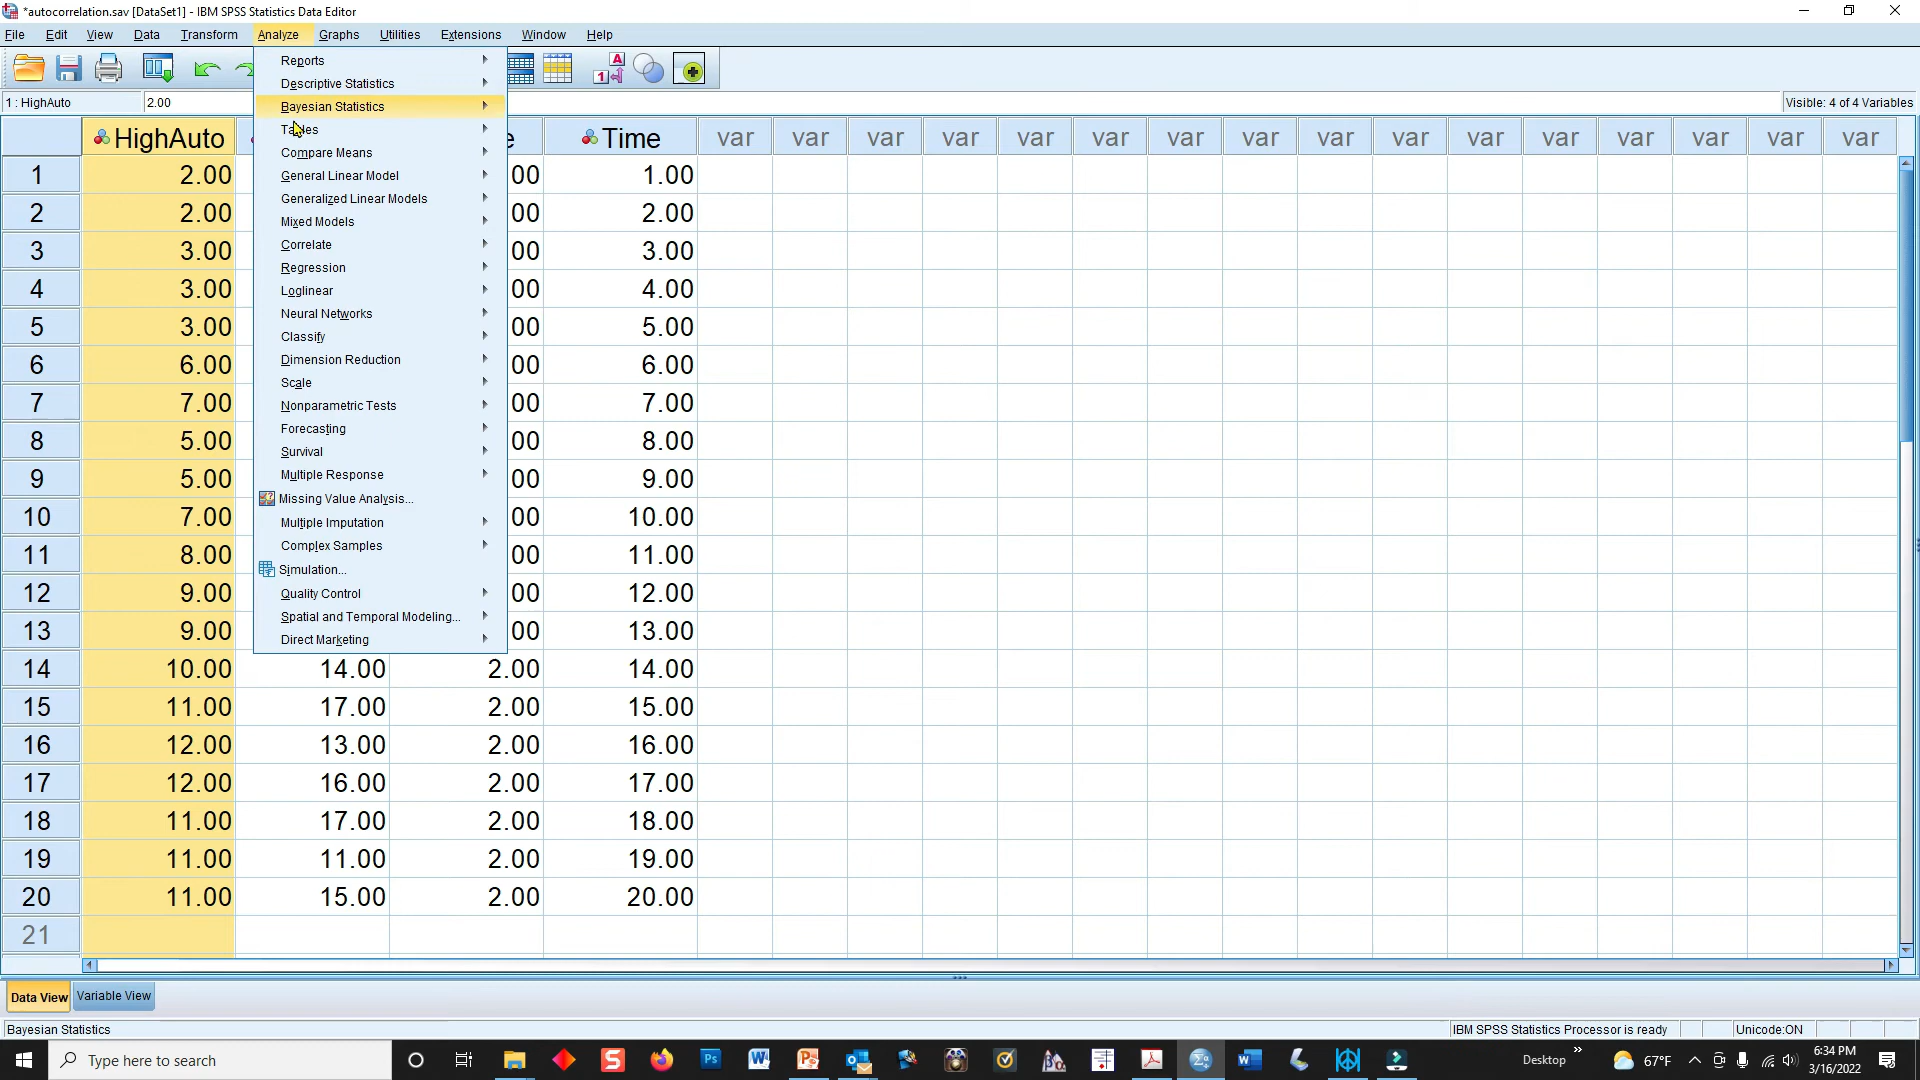 *autocorrelation.sav [DataSet1] - IBM SPSS Statistics Data Editor
File Edit View Data Transform Analyze Graphs Utilities Extensions Window Help
1 : HighAuto 2.00 Visible: 4 of 4 Variables
Reports
Descriptive Statistics
Bayesian Statistics
Tables
Compare Means
General Linear Model
Generalized Linear Models
Mixed Models
Correlate
Regression
Loglinear
Neural Networks
Classify
Dimension Reduction
Scale
Nonparametric Tests
Forecasting
Survival
Multiple Response
Missing Value Analysis...
Multiple Imputation
Complex Samples
Simulation...
Quality Control
Spatial and Temporal Modeling...
Direct Marketing
HighAuto Time var var var var var var var var var var var var var var var var
1 2.00 00 1.00
2 2.00 00 2.00
3 3.00 00 3.00
4 3.00 00 4.00
5 3.00 00 5.00
6 6.00 00 6.00
7 7.00 00 7.00
8 5.00 00 8.00
9 5.00 00 9.00
10 7.00 00 10.00
11 8.00 00 11.00
12 9.00 00 12.00
13 9.00 00 13.00
14 10.00 14.00 2.00 14.00
15 11.00 17.00 2.00 15.00
16 12.00 13.00 2.00 16.00
17 12.00 16.00 2.00 17.00
18 11.00 17.00 2.00 18.00
19 11.00 11.00 2.00 19.00
20 11.00 15.00 2.00 20.00
21
Data View Variable View
Bayesian Statistics IBM SPSS Statistics Processor is ready Unicode:ON
Type here to search Desktop 67°F 6:34 PM
3/16/2022